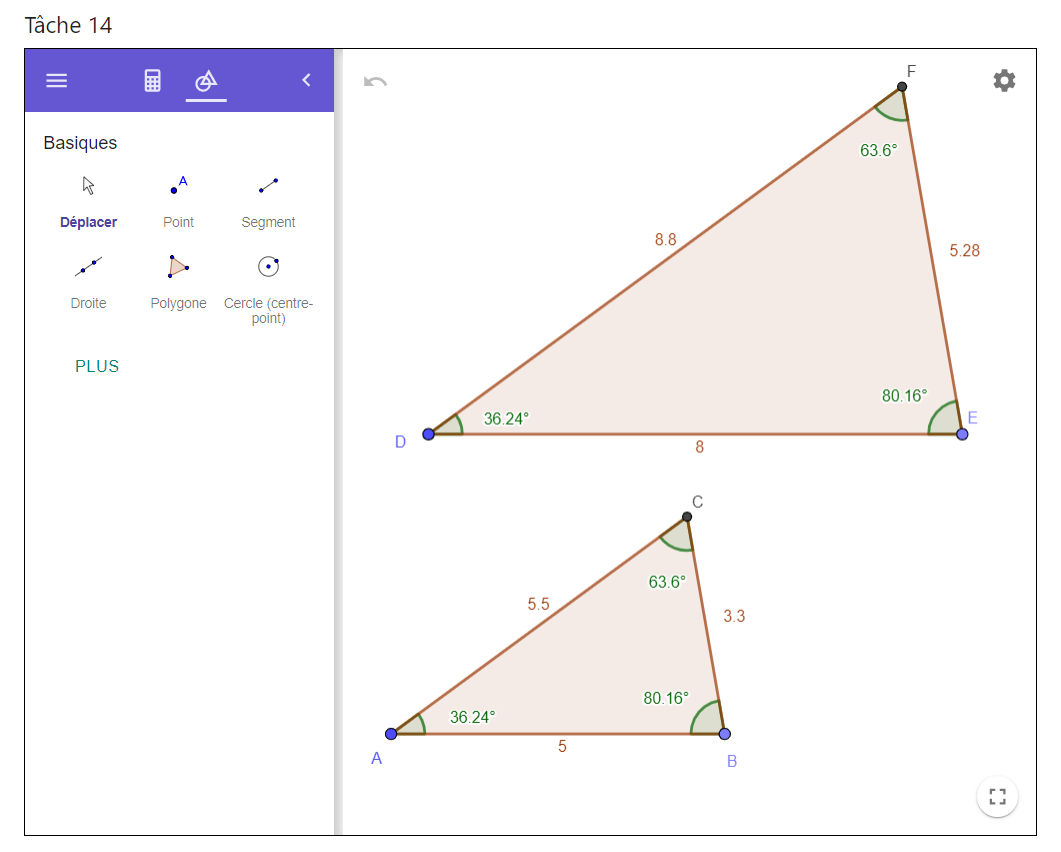 Tâche 14
Basiques
A
Déplacer
Point
Segment
Droite
Polygone
Cercle (centre-
point)
PLUS
F
63.6°
8.8
5.28
80.16°
36.24°
E
D
8
C
63.6°
5.5
3.3
80.16°
36.24°
5
A
B